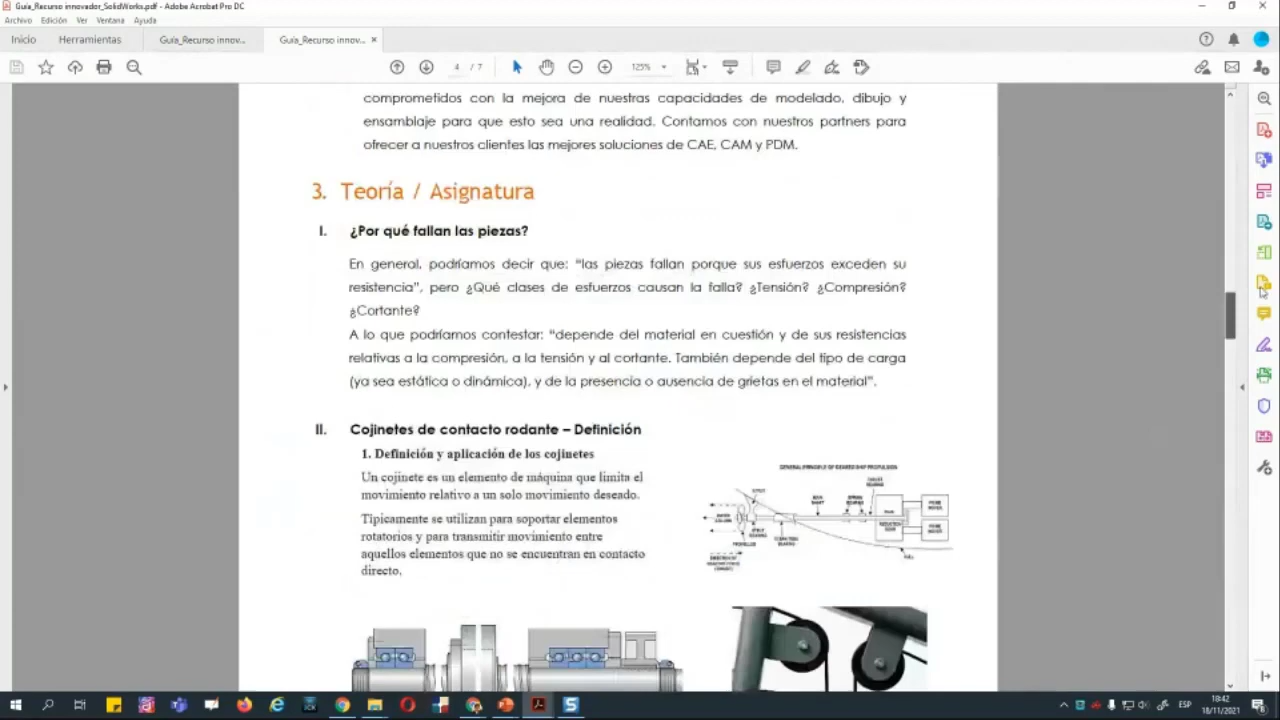 Guía_Recurso innovador_SolidWorks.pdf - Adobe Acrobat Pro DC
Archivo Edición Ver Ventana Ayuda
Inicio Herramientas Guía_Recurso innov... Guía_Recurso innov... ×
4 / 7 125%
comprometidos con la mejora de nuestras capacidades de modelado, dibujo y
ensamblaje para que esto sea una realidad. Contamos con nuestros partners para
ofrecer a nuestros clientes las mejores soluciones de CAE, CAM y PDM.
3. Teoría / Asignatura
I. ¿Por qué fallan las piezas?
En general, podríamos decir que: “las piezas fallan porque sus esfuerzos exceden su
resistencia”, pero ¿Qué clases de esfuerzos causan la falla? ¿Tensión? ¿Compresión?
¿Cortante?
A lo que podríamos contestar: “depende del material en cuestión y de sus resistencias
relativas a la compresión, a la tensión y al cortante. También depende del tipo de carga
(ya sea estática o dinámica), y de la presencia o ausencia de grietas en el material”.
II. Cojinetes de contacto rodante – Definición
1. Definición y aplicación de los cojinetes
Un cojinete es un elemento de máquina que limita el
movimiento relativo a un solo movimiento deseado.
Típicamente se utilizan para soportar elementos
rotatorios y para transmitir movimiento entre
aquellos elementos que no se encuentran en contacto
directo.
GENERAL PRINCIPLE OF GEARED SHIP PROPULSION
ESP
18:42
18/11/2021